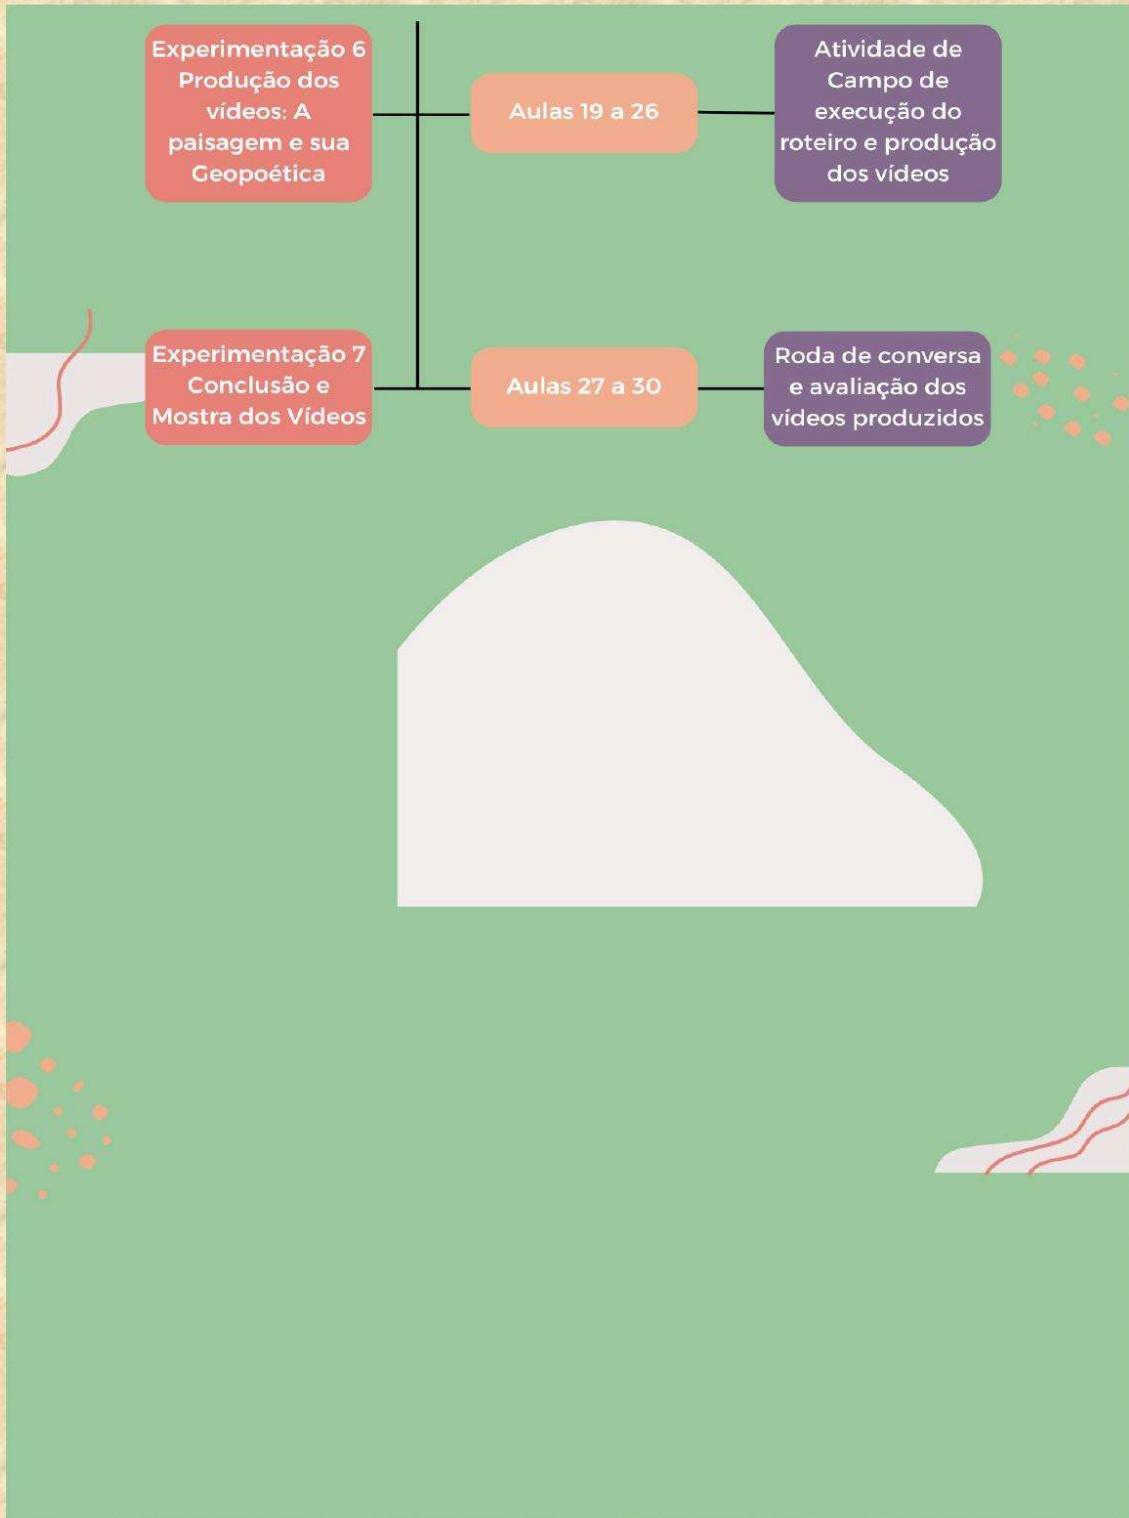 Experimentação 6
Produção dos
vídeos: A
paisagem e sua
Geopoética
Aulas 19 a 26
Atividade de
Campo de
execução do
roteiro e produção
dos vídeos
Experimentação 7
Conclusão e
Mostra dos Vídeos
Aulas 27 a 30
Roda de conversa
e avaliação dos
vídeos produzidos